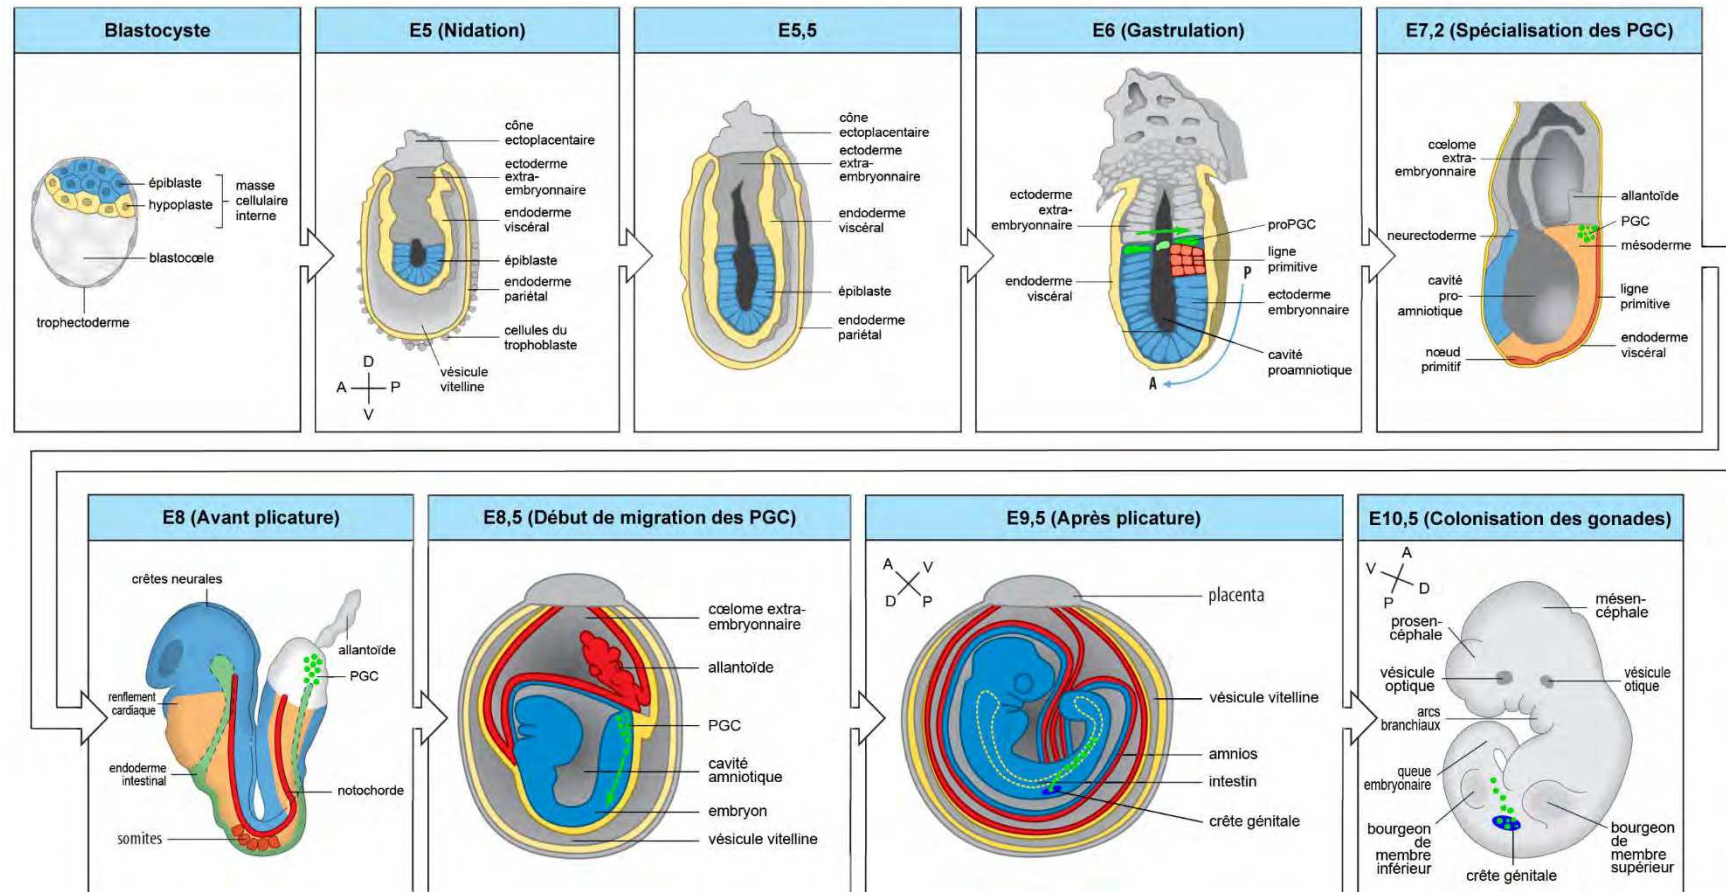 Blastocyste
épiblaste
hypoplaste
masse
cellulaire
interne
blastocœle
trophectoderme
E5 (Nidation)
cône
ectoplacentaire
ectoderme
extra-
embryonnaire
endoderme
viscéral
épiblaste
endoderme
pariétal
cellules du
trophoblaste
vésicule
vitelline
D
A
P
V
E5,5
cône
ectoplacentaire
ectoderme
extra-
embryonnaire
endoderme
viscéral
épiblaste
endoderme
pariétal
E6 (Gastrulation)
ectoderme
extra-
embryonnaire
endoderme
viscéral
proPGC
ligne
primitive
P
ectoderme
embryonnaire
cavité
proamniotique
A
E7,2 (Spécialisation des PGC)
cœlome
extra-
embryonnaire
neurectoderme
cavité
pro-
amniotique
nœud
primitif
allantoïde
PGC
mésoderme
ligne
primitive
endoderme
viscéral
E8 (Avant plicature)
crêtes neurales
allantoïde
PGC
renflement
cardiaque
endoderme
intestinal
notochorde
somites
E8,5 (Début de migration des PGC)
cœlome extra-
embryonnaire
allantoïde
PGC
cavité
amniotique
embryon
vésicule vitelline
E9,5 (Après plicature)
A
V
D
P
placenta
vésicule vitelline
amnios
intestin
crête génitale
E10,5 (Colonisation des gonades)
A
V
D
P
mésen-
céphale
prosen-
céphale
vésicule
optique
vésicule
otique
arcs
branchiaux
queue
embryonaire
bourgeon
de
membre
inférieur
bourgeon
de
membre
supérieur
crête génitale